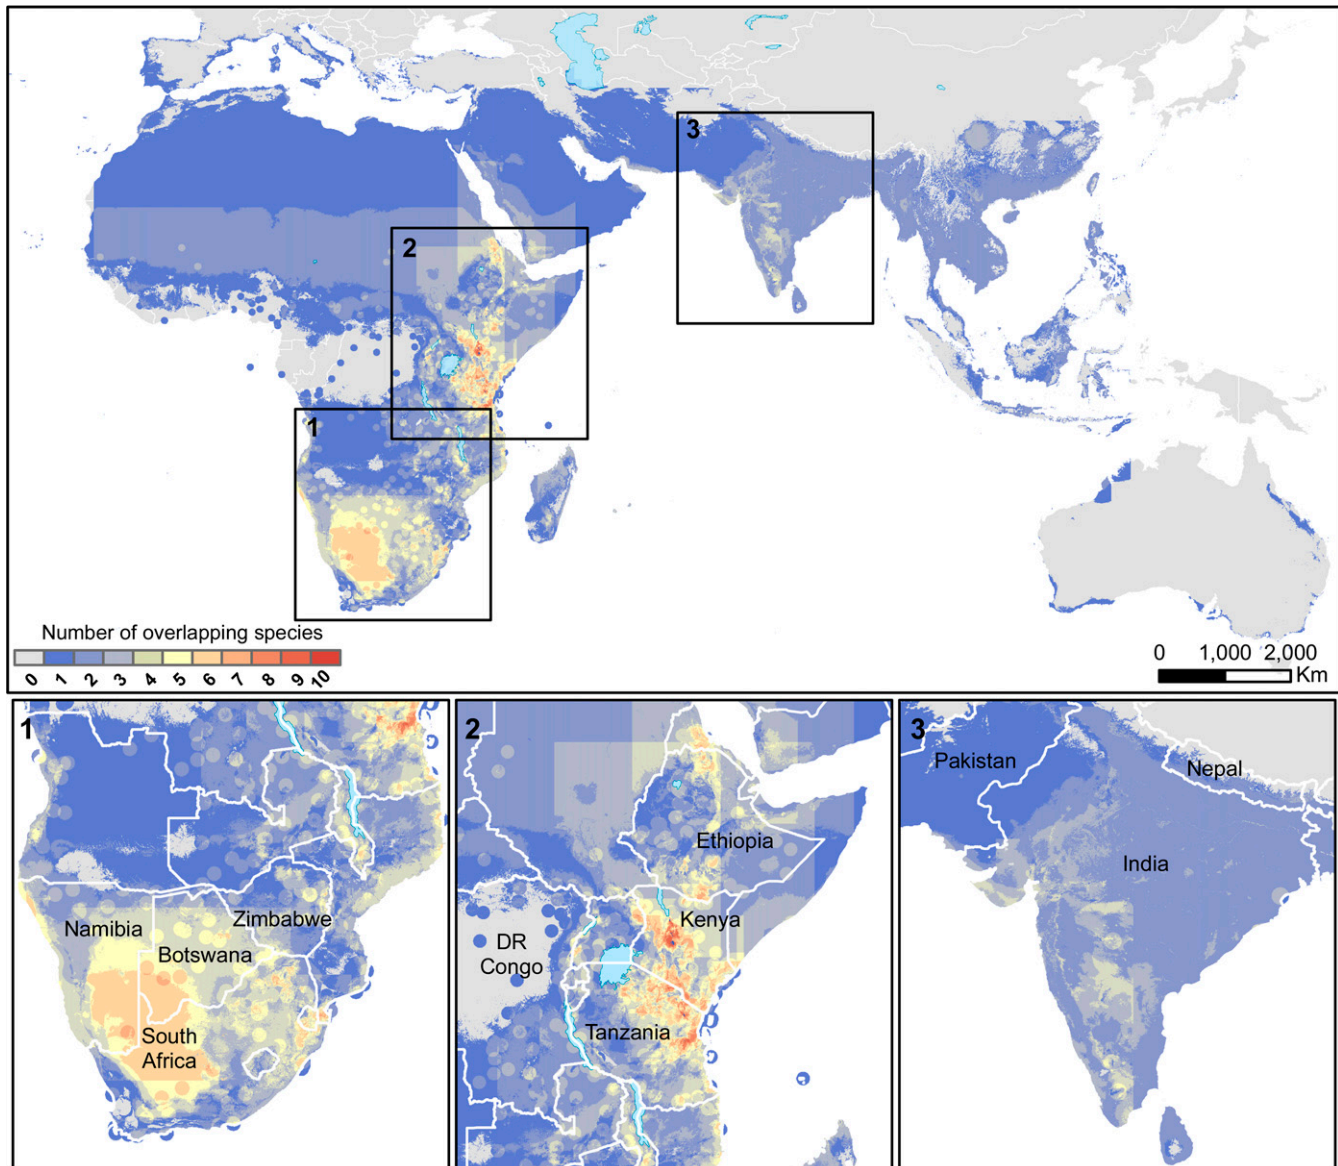 3
2
1
Number of overlapping species
0 1 2 3 4 5 6 7 8 9 10
0 1,000 2,000
Km
1
Namibia
Zimbabwe
Botswana
South
Africa
2
Ethiopia
Kenya
DR
Congo
Tanzania
3
Pakistan
Nepal
India